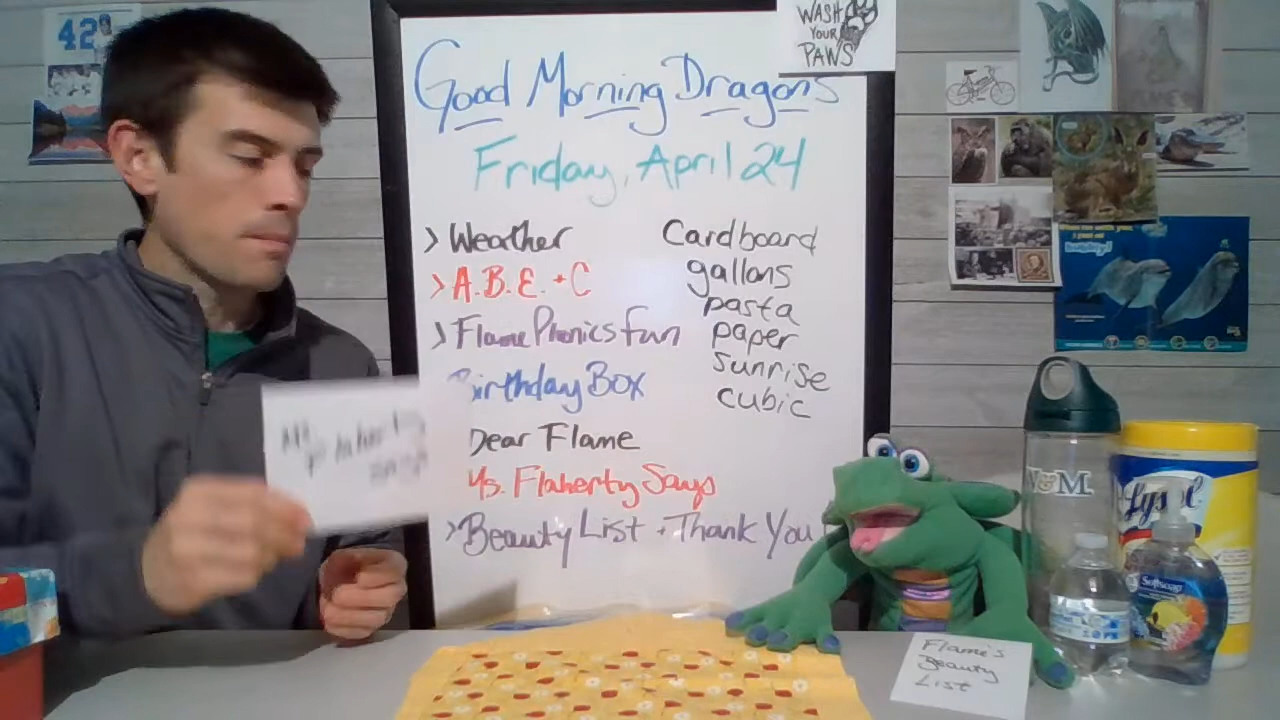 42
WASH
YOUR
PAWS
Good Morning Dragons
Friday, April 24
> Weather
> A.B.E. + C
> Flame Phonics fun
Birthday Box
Dear Flame
Ms. Flaherty Says
> Beauty List + Thank You
Cardboard
gallons
pasta
paper
sunrise
cubic
Flame's
Beauty
List
Lysol
Softsoap